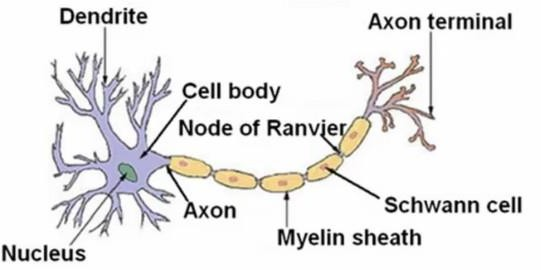 Dendrite
Axon terminal
Cell body
Node of Ranvier
Axon
Schwann cell
Myelin sheath
Nucleus